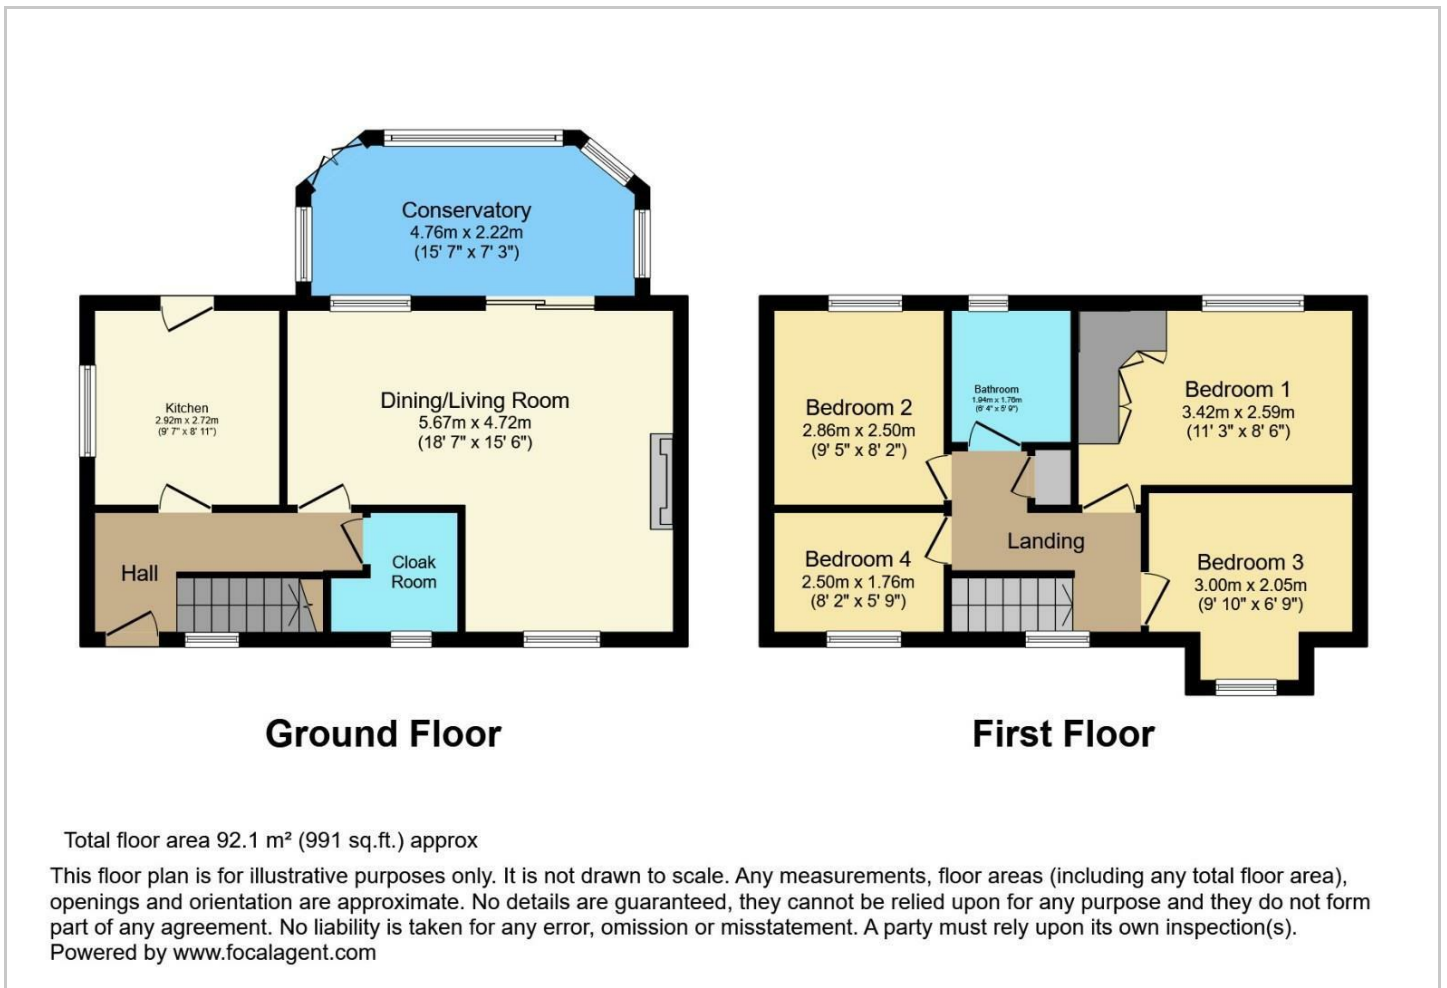 Conservatory
4.76m x 2.22m
(15' 7" x 7' 3")
Kitchen
2.92m x 2.72m
(9' 7" x 8' 11")
Dining/Living Room
5.67m x 4.72m
(18' 7" x 15' 6")
Hall
Cloak
Room
Ground Floor
Bedroom 2
2.86m x 2.50m
(9' 5" x 8' 2")
Bathroom
1.94m x 1.76m
(6' 4" x 5' 9")
Bedroom 1
3.42m x 2.59m
(11' 3" x 8' 6")
Bedroom 4
2.50m x 1.76m
(8' 2" x 5' 9")
Landing
Bedroom 3
3.00m x 2.05m
(9' 10" x 6' 9")
First Floor
Total floor area 92.1 m² (991 sq.ft.) approx
This floor plan is for illustrative purposes only. It is not drawn to scale. Any measurements, floor areas (including any total floor area),
openings and orientation are approximate. No details are guaranteed, they cannot be relied upon for any purpose and they do not form
part of any agreement. No liability is taken for any error, omission or misstatement. A party must rely upon its own inspection(s).
Powered by www.focalagent.com